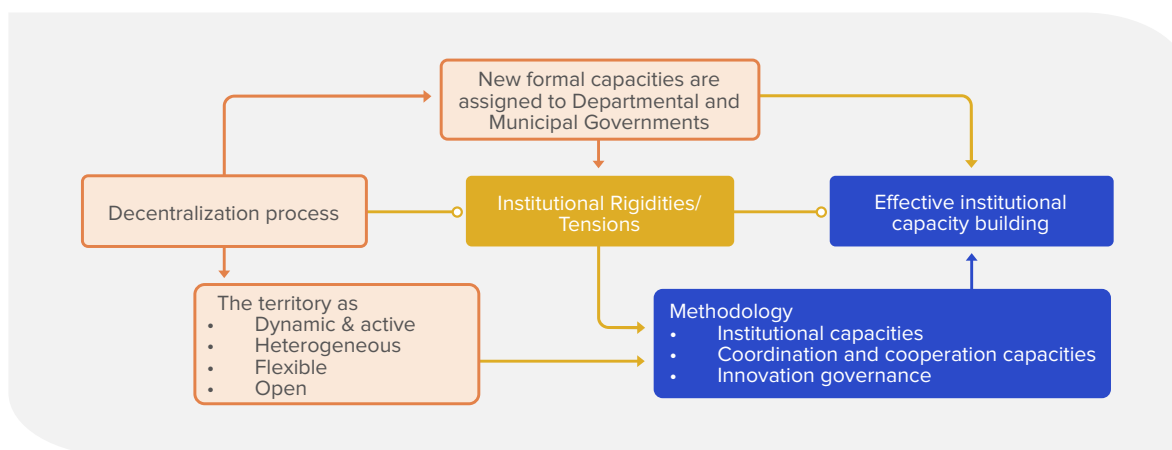 New formal capacities are
assigned to Departmental and
Municipal Governments
Decentralization process
Institutional Rigidities/
Tensions
Effective institutional
capacity building
The territory as
• Dynamic & active
• Heterogeneous
• Flexible
• Open
Methodology
• Institutional capacities
• Coordination and cooperation capacities
• Innovation governance